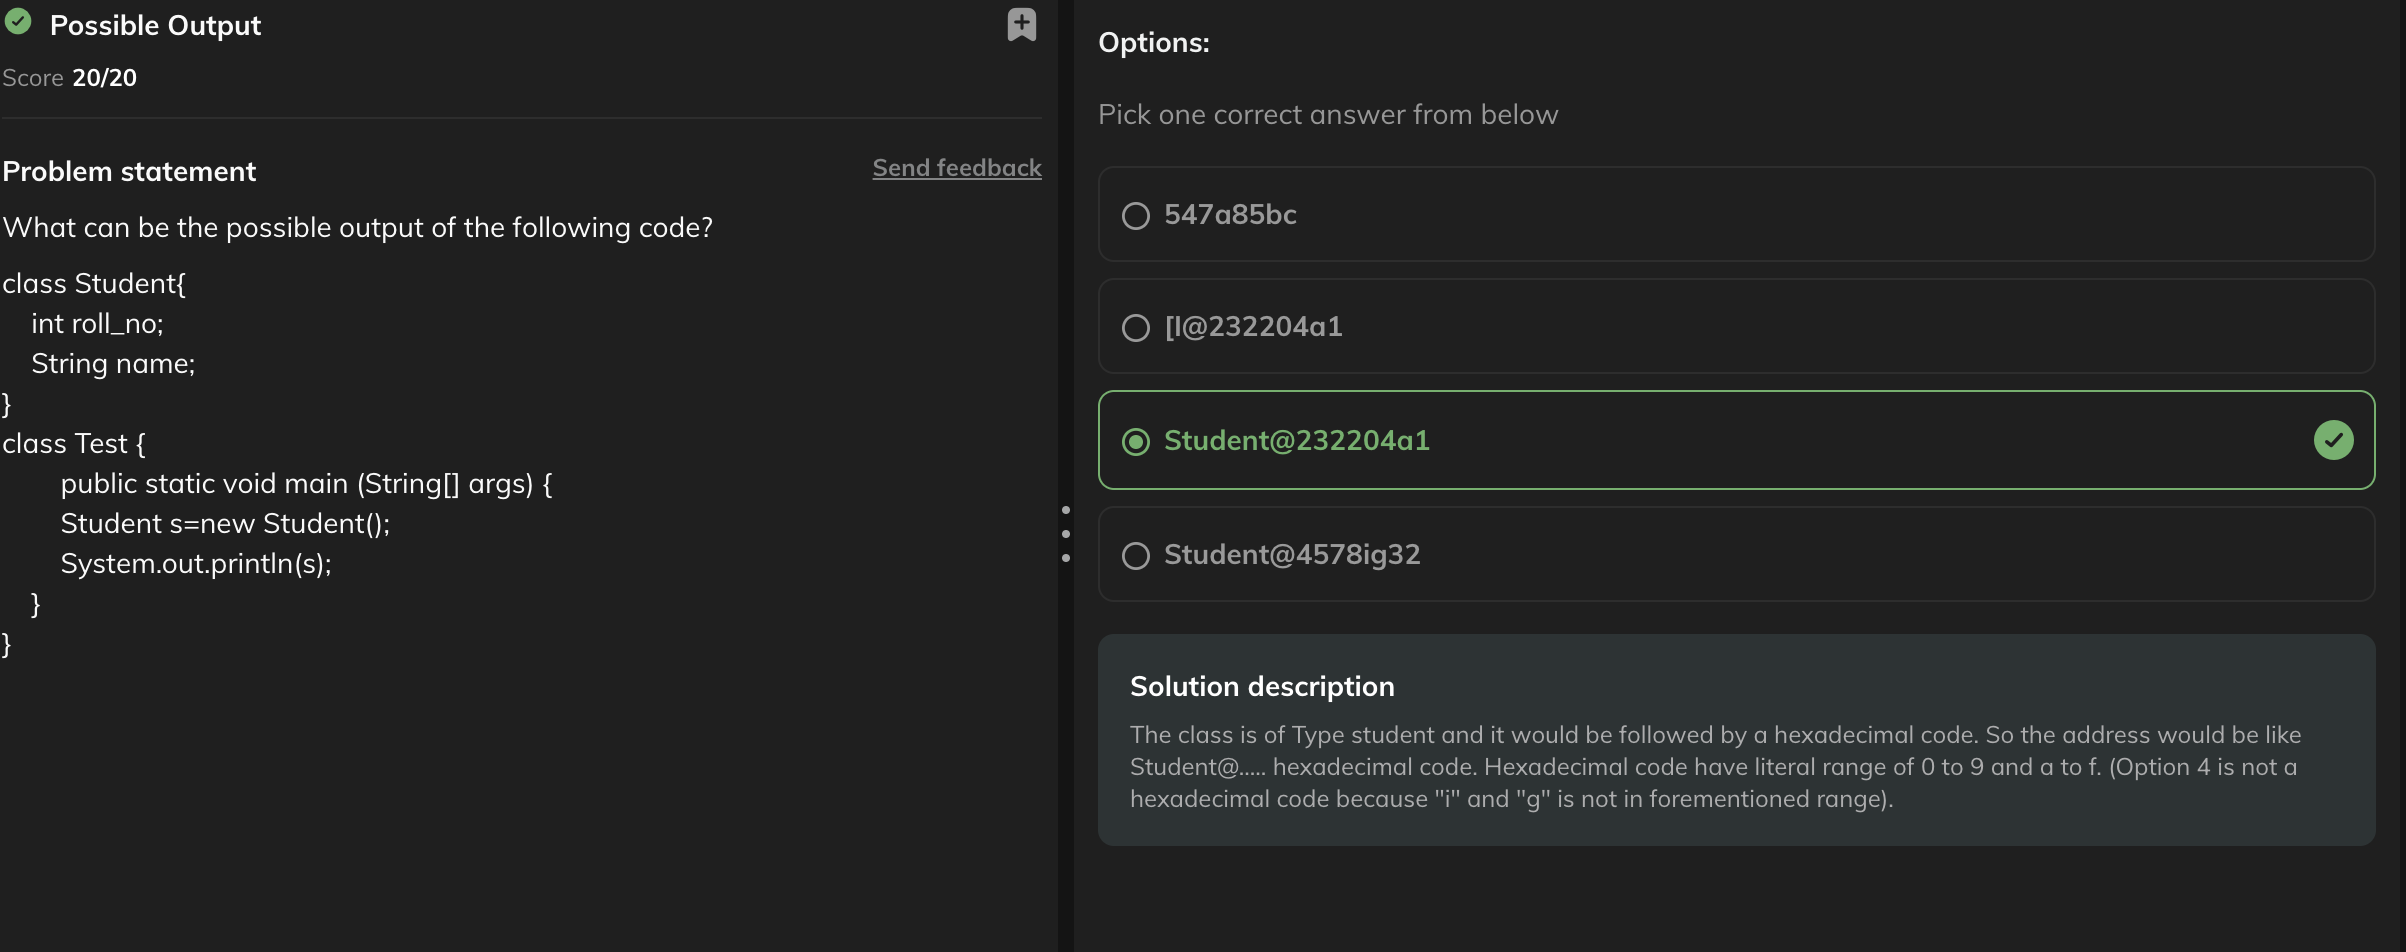 Possible Output
Score 20/20
Problem statement
Send feedback
What can be the possible output of the following code?
class Student{
    int roll_no;
    String name;
}
class Test {
        public static void main (String[] args) {
        Student s=new Student();
        System.out.println(s);
    }
}
Options:
Pick one correct answer from below
547a85bc
[I@232204a1
Student@232204a1
Student@4578ig32
Solution description
The class is of Type student and it would be followed by a hexadecimal code. So the address would be like
Student@..... hexadecimal code. Hexadecimal code have literal range of 0 to 9 and a to f. (Option 4 is not a
hexadecimal code because "i" and "g" is not in forementioned range).